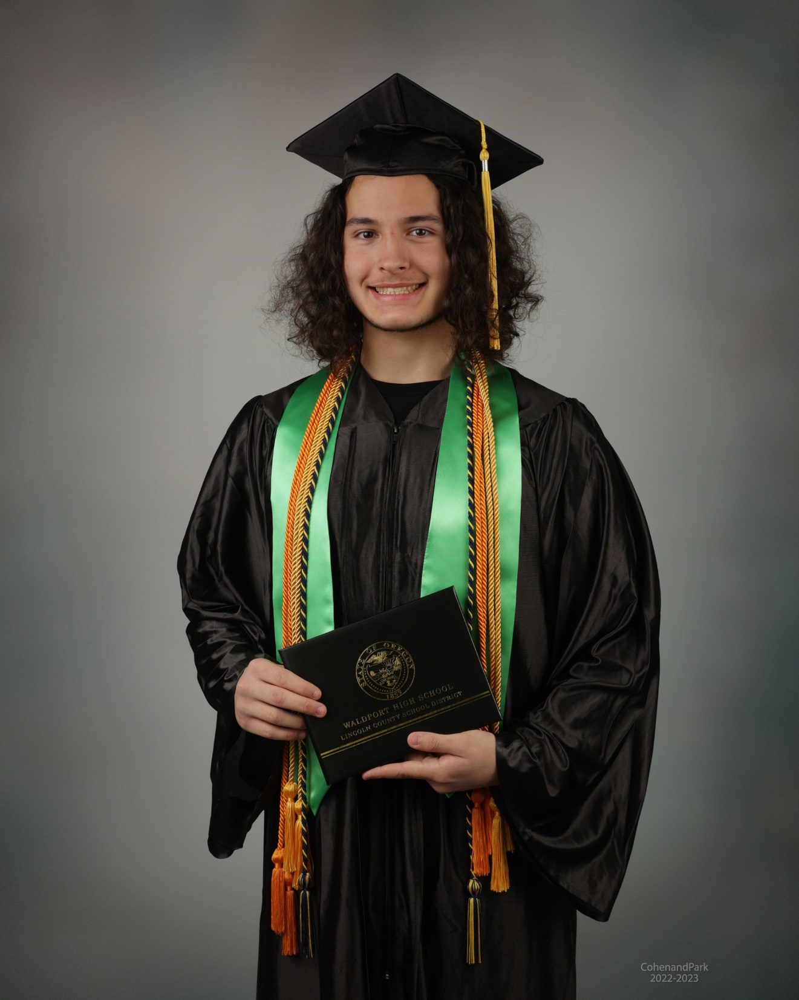 STATE OF OREGON
1859
WALDPORT HIGH SCHOOL
LINCOLN COUNTY SCHOOL DISTRICT
CohenandPark
2022-2023